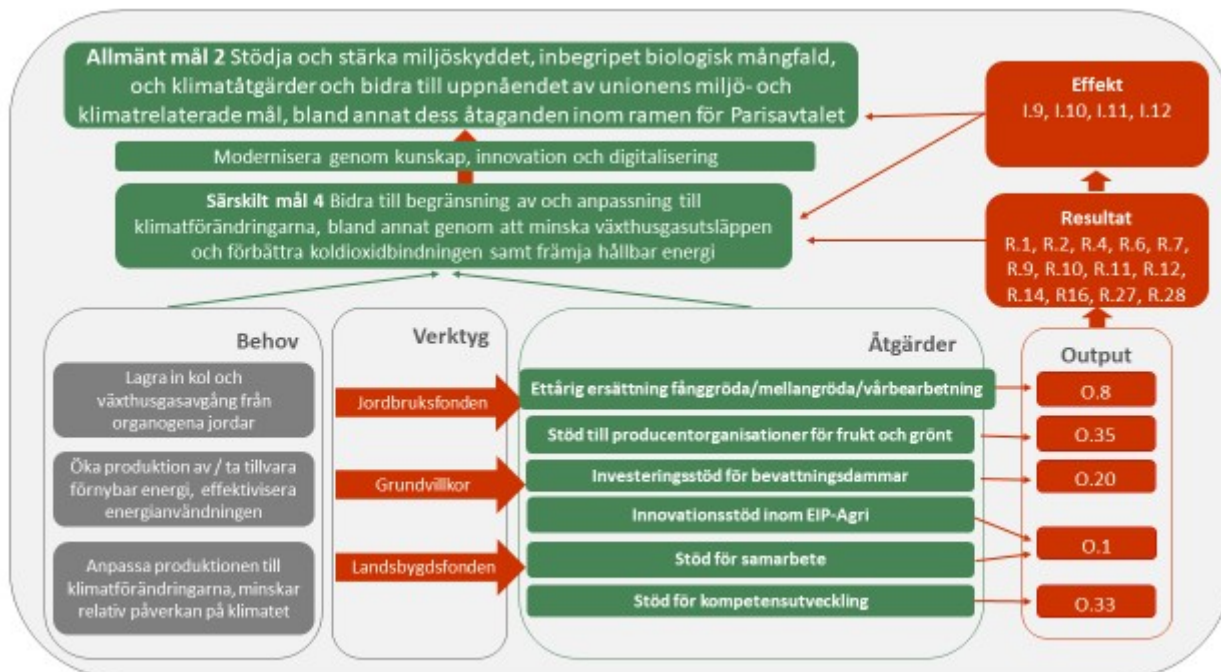 Allmänt mål 2 Stödja och stärka miljöskyddet, inbegripet biologisk mångfald,
och klimatåtgärder och bidra till uppnåendet av unionens miljö- och
klimatrelaterade mål, bland annat dess åtaganden inom ramen för Parisavtalet
Modernisera genom kunskap, innovation och digitalisering
Särskilt mål 4 Bidra till begränsning av och anpassning till
klimatförändringarna, bland annat genom att minska växthusgasutsläppen
och förbättra koldioxidbindningen samt främja hållbar energi
Effekt
I.9, I.10, I.11, I.12
Resultat
R.1, R.2, R.4, R.6, R.7,
R.9, R.10, R.11, R.12,
R.14, R16, R.27, R.28
Behov
Lagra in kol och
växthusgasavgång från
organogena jordar
Öka produktion av / ta tillvara
förnybar energi, effektivisera
energianvändningen
Anpassa produktionen till
klimatförändringarna, minskar
relativ påverkan på klimatet
Verktyg
Jordbruksfonden
Grundvillkor
Landsbygdsfonden
Åtgärder
Ettårig ersättning fånggröda/mellangröda/vårbearbetning
Stöd till producentorganisationer för frukt och grönt
Investeringsstöd för bevattningsdammar
Innovationsstöd inom EIP-Agri
Stöd för samarbete
Stöd för kompetensutveckling
Output
O.8
O.35
O.20
O.1
O.33